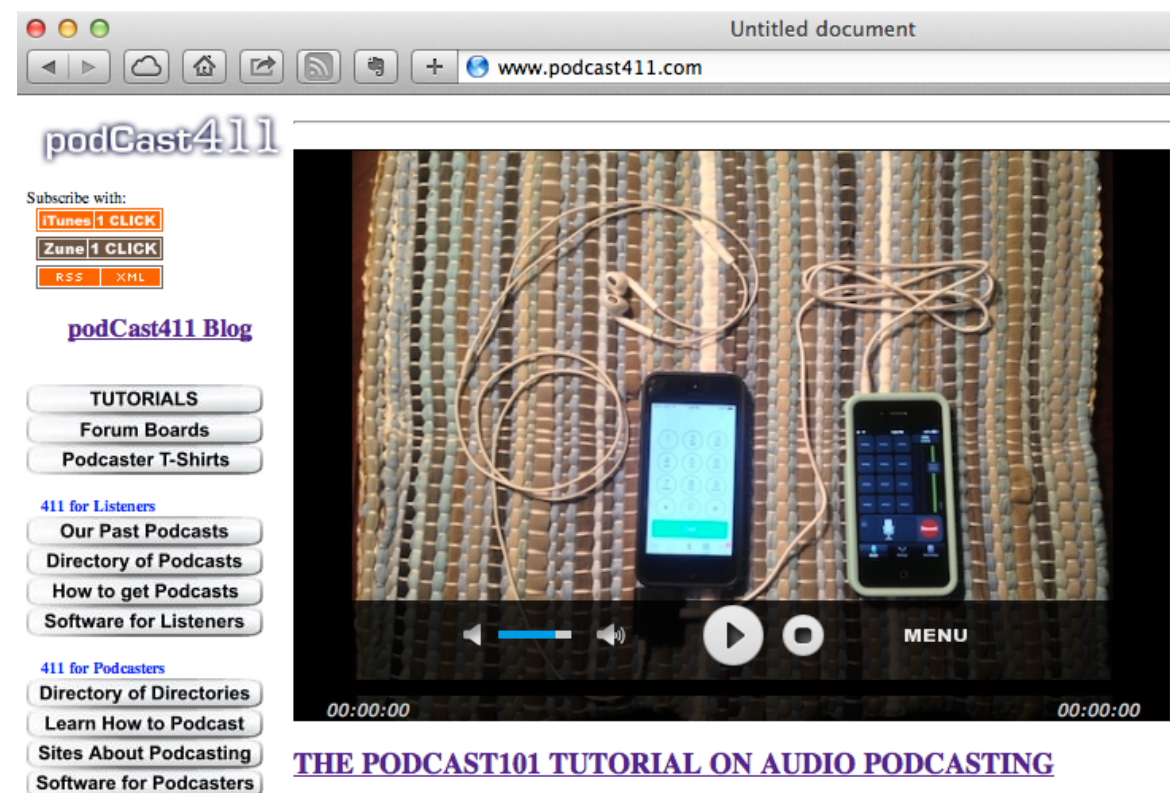 Untitled document
www.podcast411.com
podCast411
Subscribe with:
iTunes 1 CLICK
Zune 1 CLICK
RSS XML
podCast411 Blog
TUTORIALS
Forum Boards
Podcaster T-Shirts
411 for Listeners
Our Past Podcasts
Directory of Podcasts
How to get Podcasts
Software for Listeners
411 for Podcasters
Directory of Directories
Learn How to Podcast
Sites About Podcasting
Software for Podcasters
MENU
00:00:00 00:00:00
THE PODCAST101 TUTORIAL ON AUDIO PODCASTING